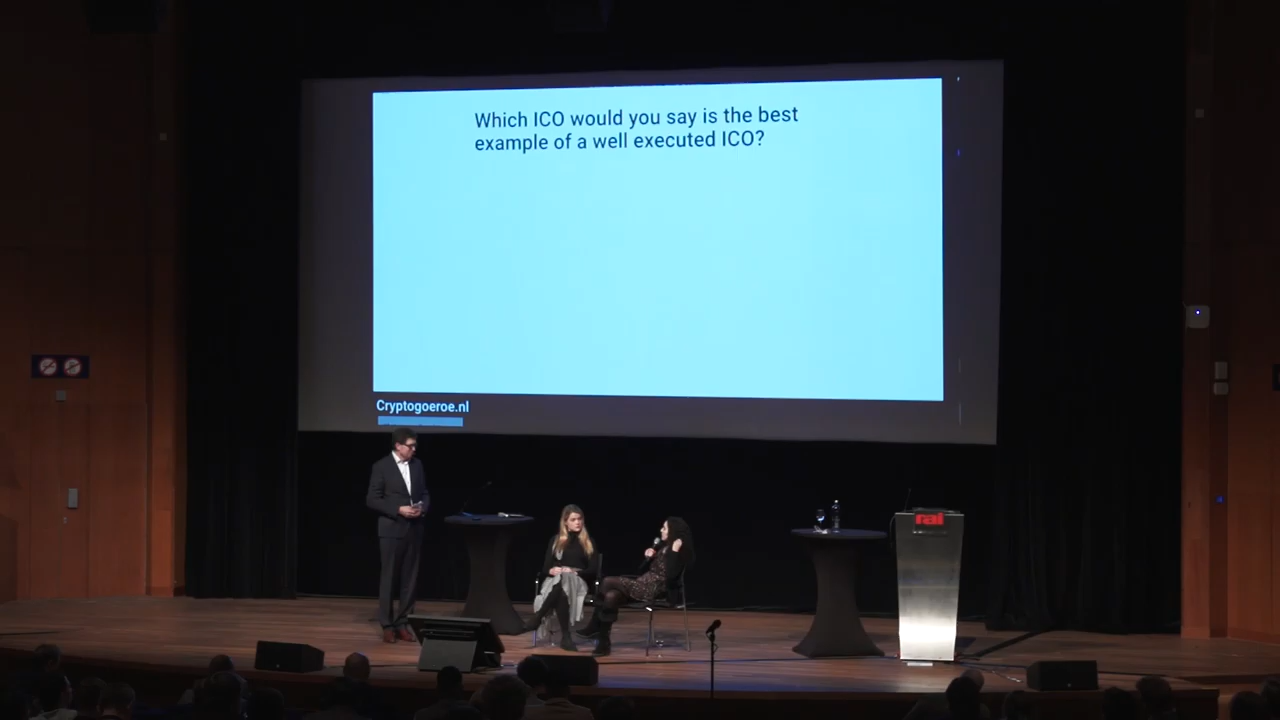 Which ICO would you say is the best
example of a well executed ICO?
Cryptogoeroe.nl
rai